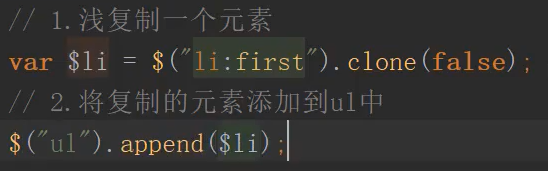 // 1.浅复制一个元素
var $li = $("li:first").clone(false);
// 2.将复制的元素添加到ul中
$("ul").append($li);